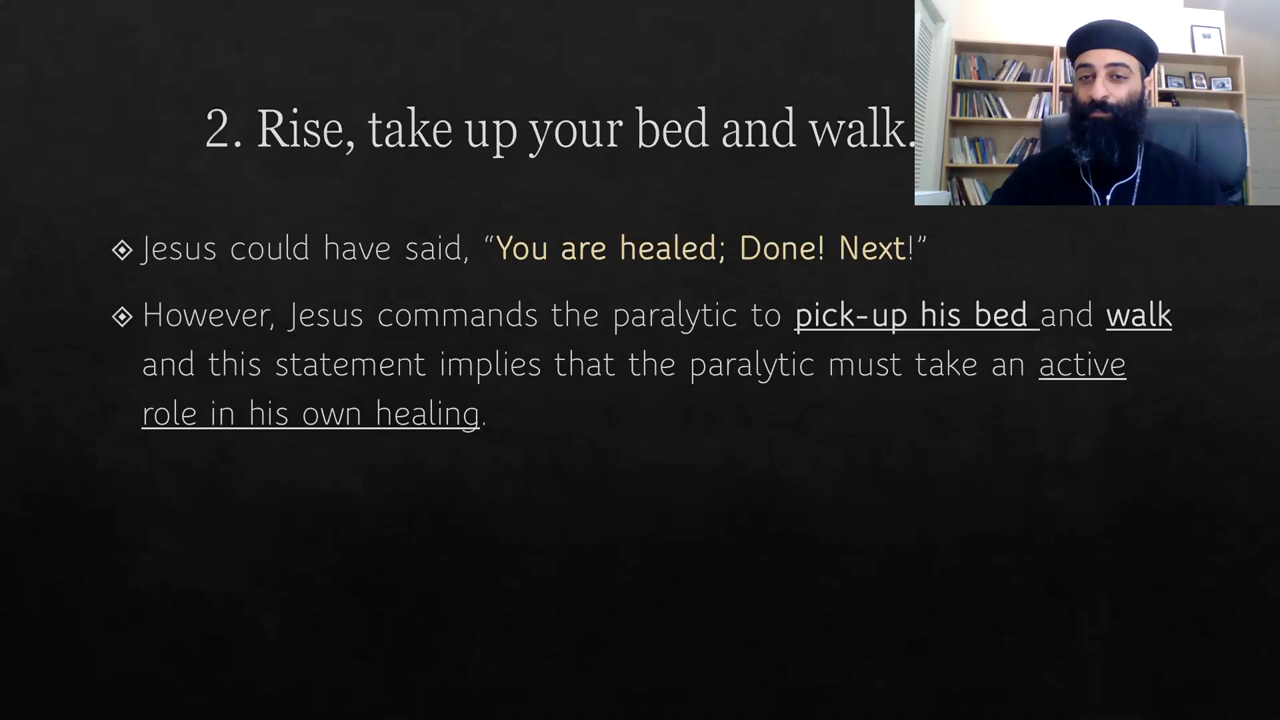 2. Rise, take up your bed and walk.
Jesus could have said, “You are healed; Done! Next!”
However, Jesus commands the paralytic to pick-up his bed and walk
and this statement implies that the paralytic must take an active
role in his own healing.